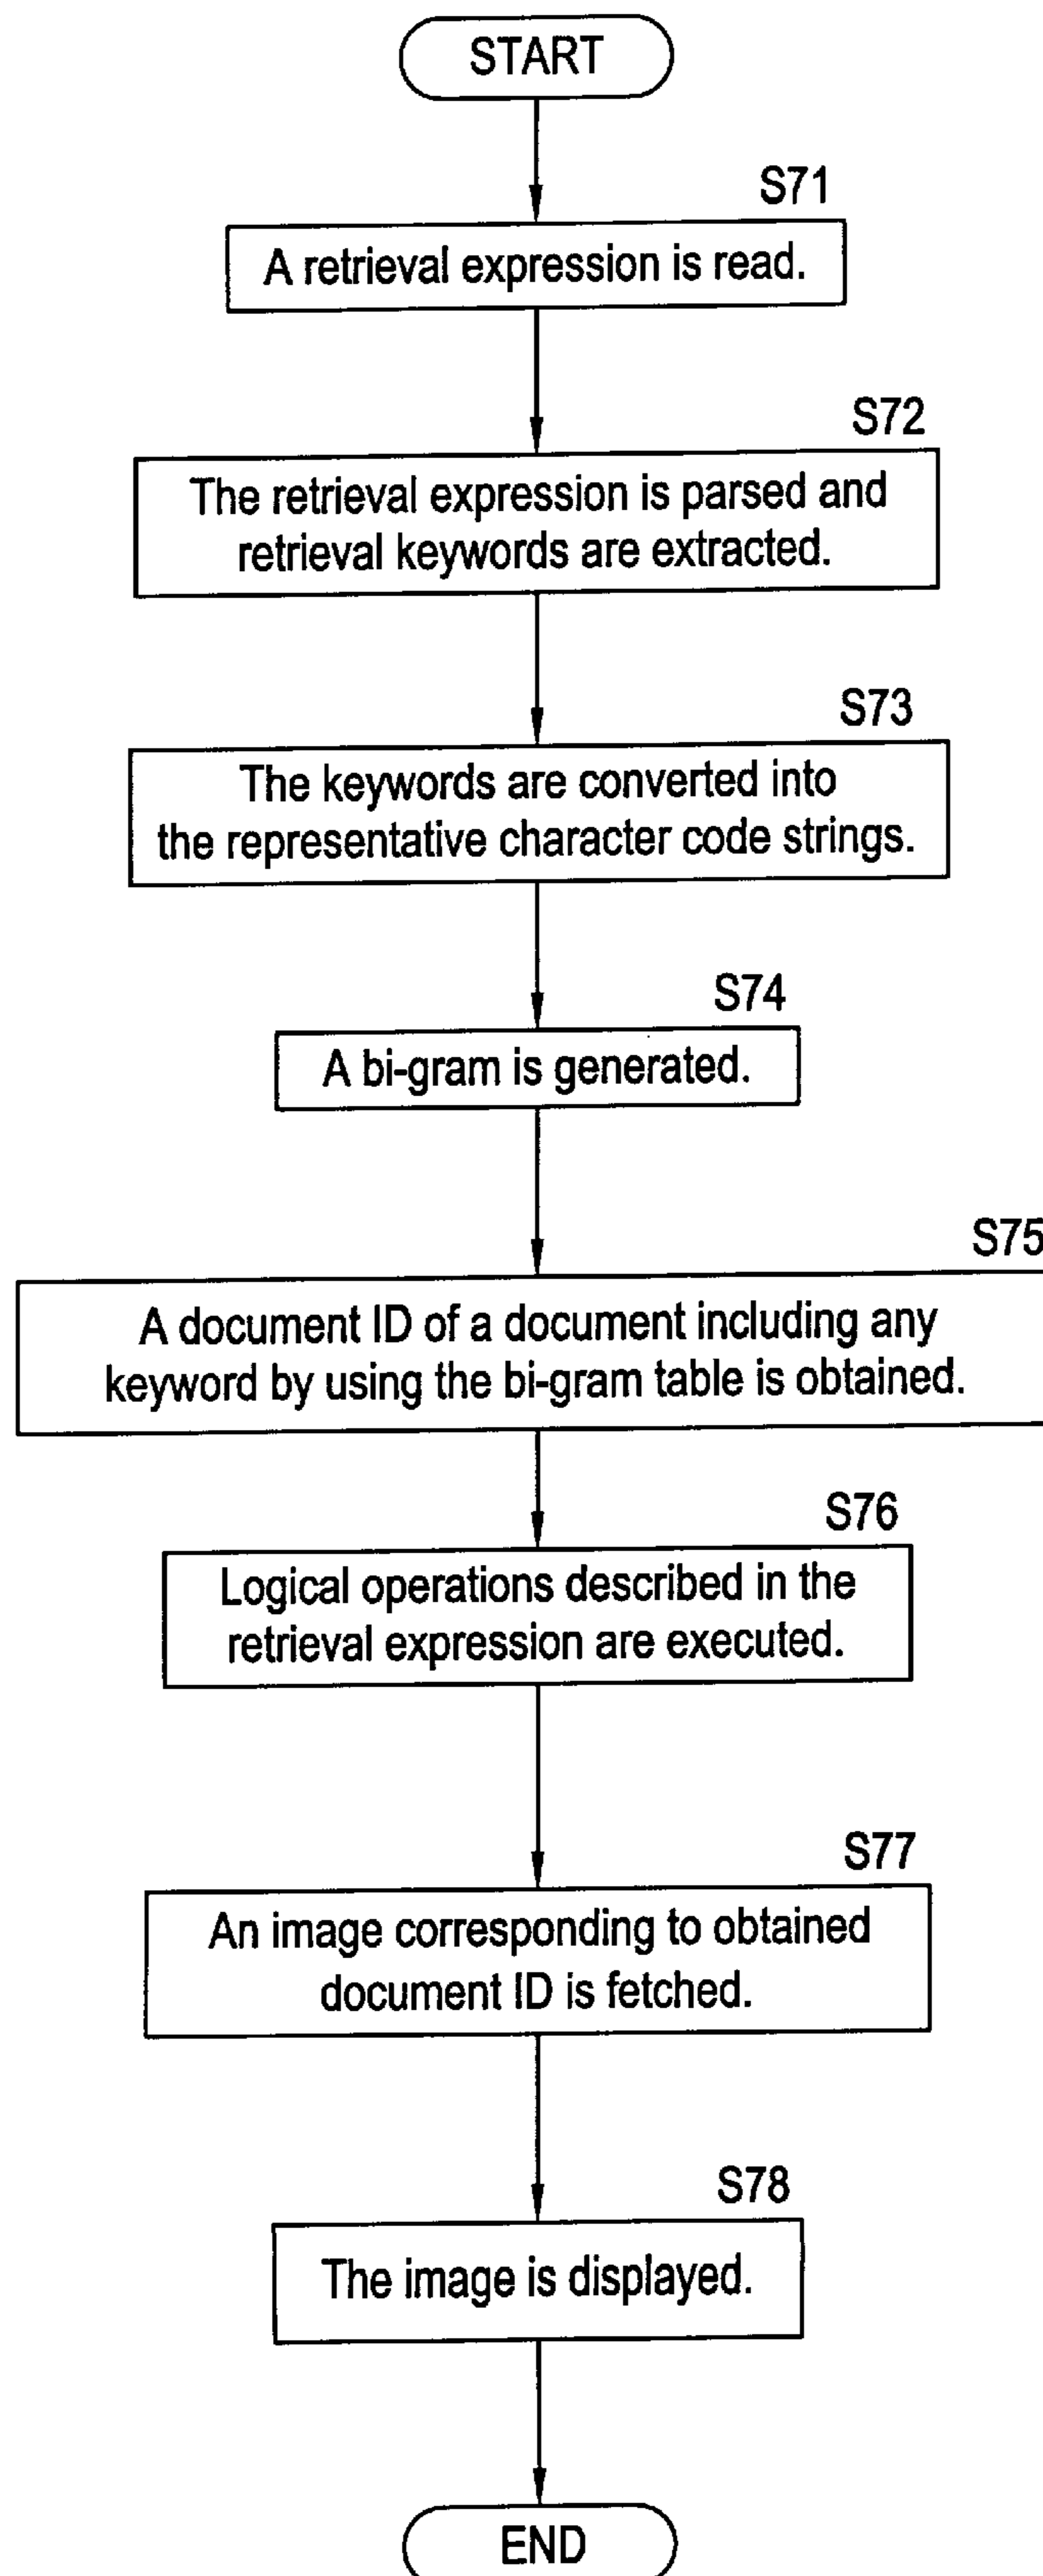 START
S71
A retrieval expression is read.
S72
The retrieval expression is parsed and
retrieval keywords are extracted.
S73
The keywords are converted into
the representative character code strings.
S74
A bi-gram is generated.
S75
A document ID of a document including any
keyword by using the bi-gram table is obtained.
S76
Logical operations described in the
retrieval expression are executed.
S77
An image corresponding to obtained
document ID is fetched.
S78
The image is displayed.
END